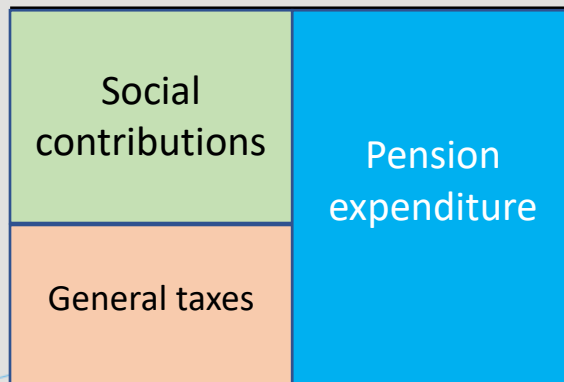 Social
contributions
Pension
expenditure
General taxes